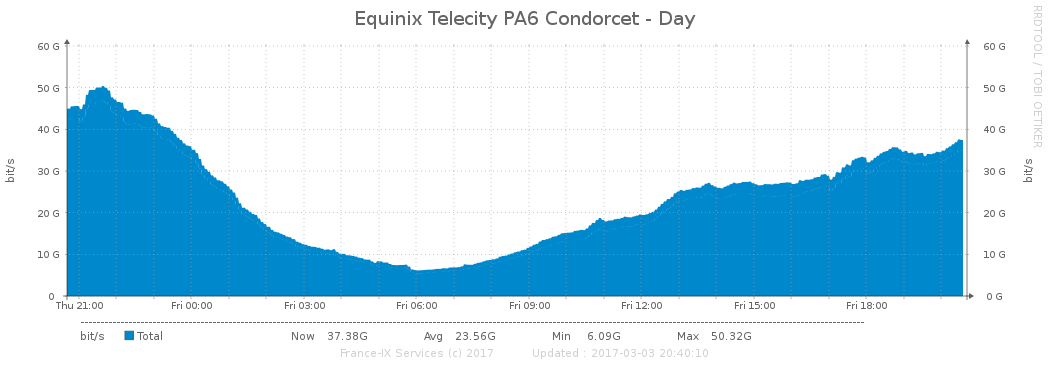 Equinix Telecity PA6 Condorcet - Day
RRDTOOL / TOBI OETIKER
60 G 60 G
50 G 50 G
40 G 40 G
30 G 30 G
20 G 20 G
10 G 10 G
0 0 G
bit/s bit/s
Thu 21:00 Fri 00:00 Fri 03:00 Fri 06:00 Fri 09:00 Fri 12:00 Fri 15:00 Fri 18:00
bit/s Total Now 37.38G Avg 23.56G Min 6.09G Max 50.32G
France-IX Services (c) 2017 Updated : 2017-03-03 20:40:10